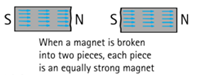 S N S N
When a magnet is broken
into two pieces, each piece
is an equally strong magnet